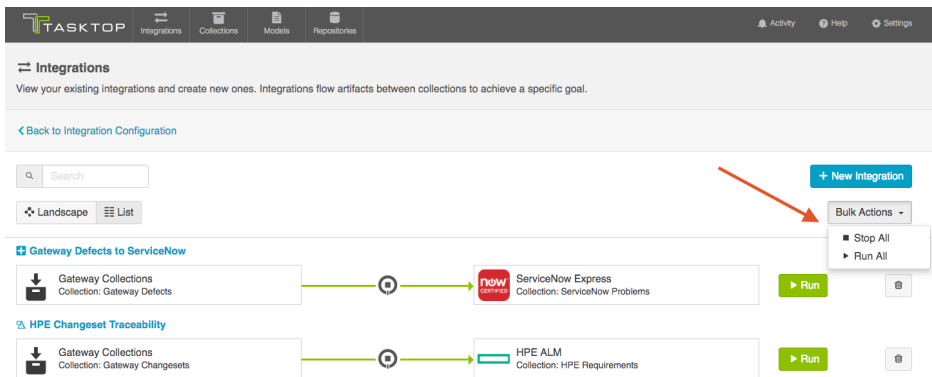 TASKTOP
Integrations
Collections
Models
Repositories
Activity
Help
Settings
Integrations
View your existing integrations and create new ones. Integrations flow artifacts between collections to achieve a specific goal.
Back to Integration Configuration
Search
+ New Integration
Landscape
List
Bulk Actions
Stop All
Run All
Gateway Defects to ServiceNow
Gateway Collections
Collection: Gateway Defects
now
CERTIFIED
ServiceNow Express
Collection: ServiceNow Problems
Run
HPE Changeset Traceability
Gateway Collections
Collection: Gateway Changesets
HPE ALM
Collection: HPE Requirements
Run